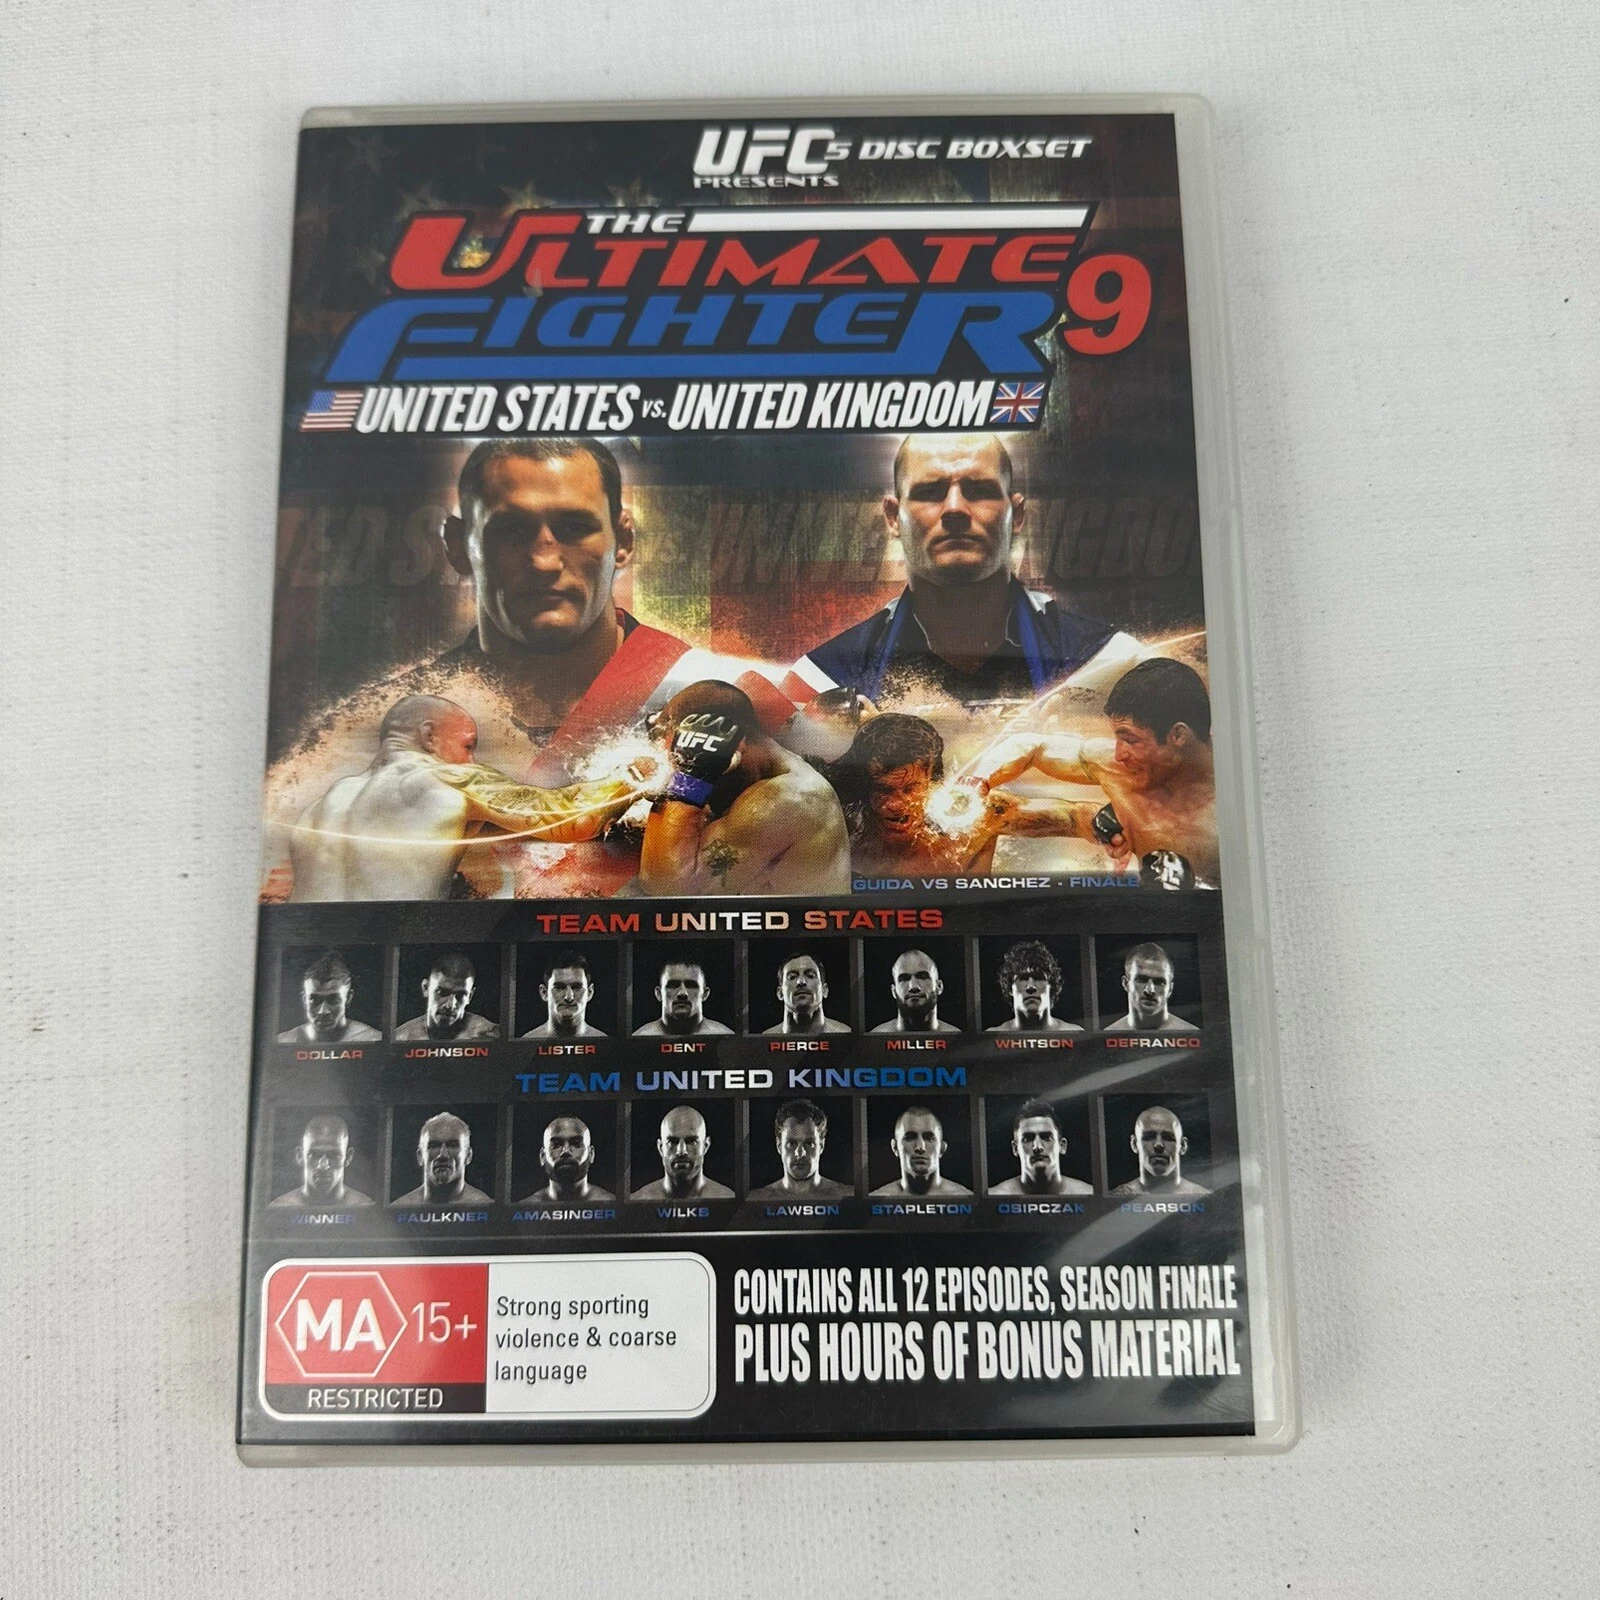 UFC 5 DISC BOXSET
PRESENTS
THE
ULTIMATE
FIGHTER 9
UNITED STATES vs. UNITED KINGDOM
UFC
GUIDA VS SANCHEZ - FINALE
TEAM UNITED STATES
DOLLAR JOHNSON LISTER DENT PIERCE MILLER WHITSON DEFRANCO
TEAM UNITED KINGDOM
WINNER FAULKNER AMASINGER WILKS LAWSON STAPLETON OSIPCZAK PEARSON
MA 15+
RESTRICTED
Strong sporting
violence & coarse
language
CONTAINS ALL 12 EPISODES, SEASON FINALE
PLUS HOURS OF BONUS MATERIAL